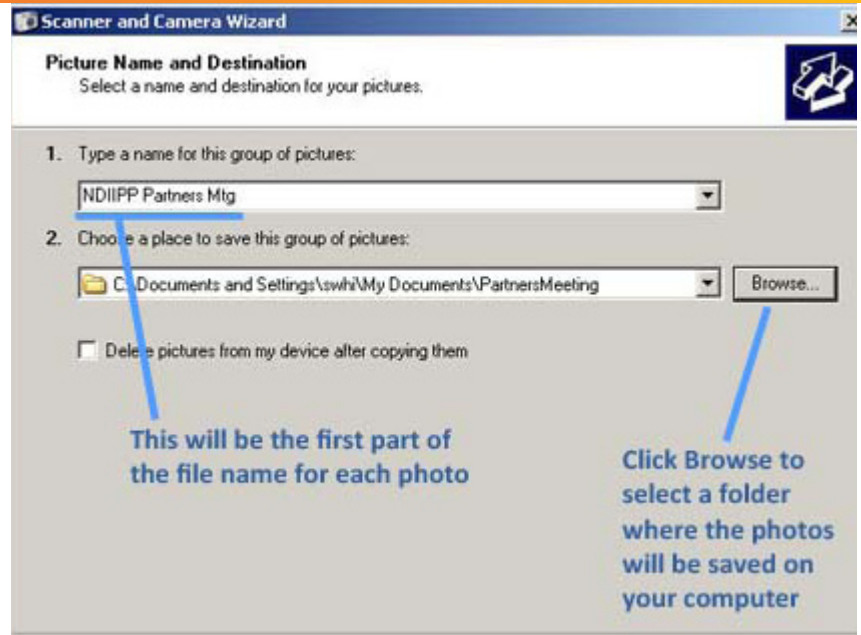 Scanner and Camera Wizard
Picture Name and Destination
Select a name and destination for your pictures.
1. Type a name for this group of pictures:
NDIIPP Partners Mtg
2. Choose a place to save this group of pictures:
C:\Documents and Settings\swhi\My Documents\PartnersMeeting
Browse...
Delete pictures from my device after copying them
This will be the first part of
the file name for each photo
Click Browse to
select a folder
where the photos
will be saved on
your computer